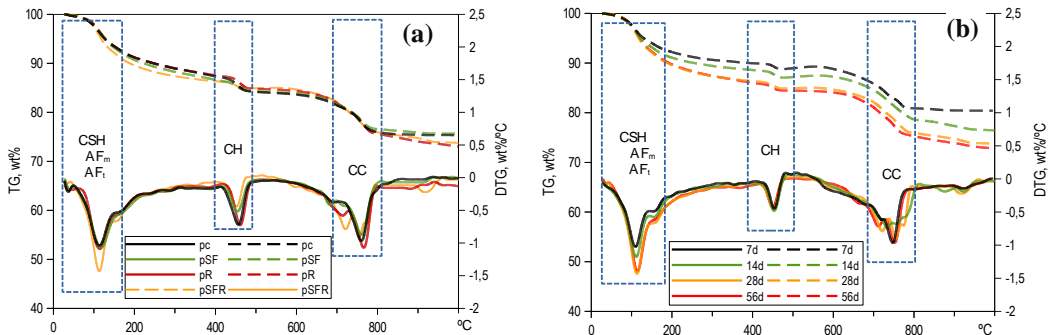 (a)
100
90
80
70
60
50
40
TG, wt%
2,5
2
1,5
1
0,5
0
-0,5
-1
-1,5
-2
DTG, wt%/ºC
0
200
400
600
800
ºC
CSH
AFm
AFt
CH
CC
pc
pc
pSF
pSF
pR
pR
pSFR
pSFR
(b)
100
90
80
70
60
50
40
TG, wt%
2,5
2
1,5
1
0,5
0
-0,5
-1
-1,5
-2
DTG, wt%/ºC
0
200
400
600
800
ºC
CSH
AFm
AFt
CH
CC
7d
7d
14d
14d
28d
28d
56d
56d